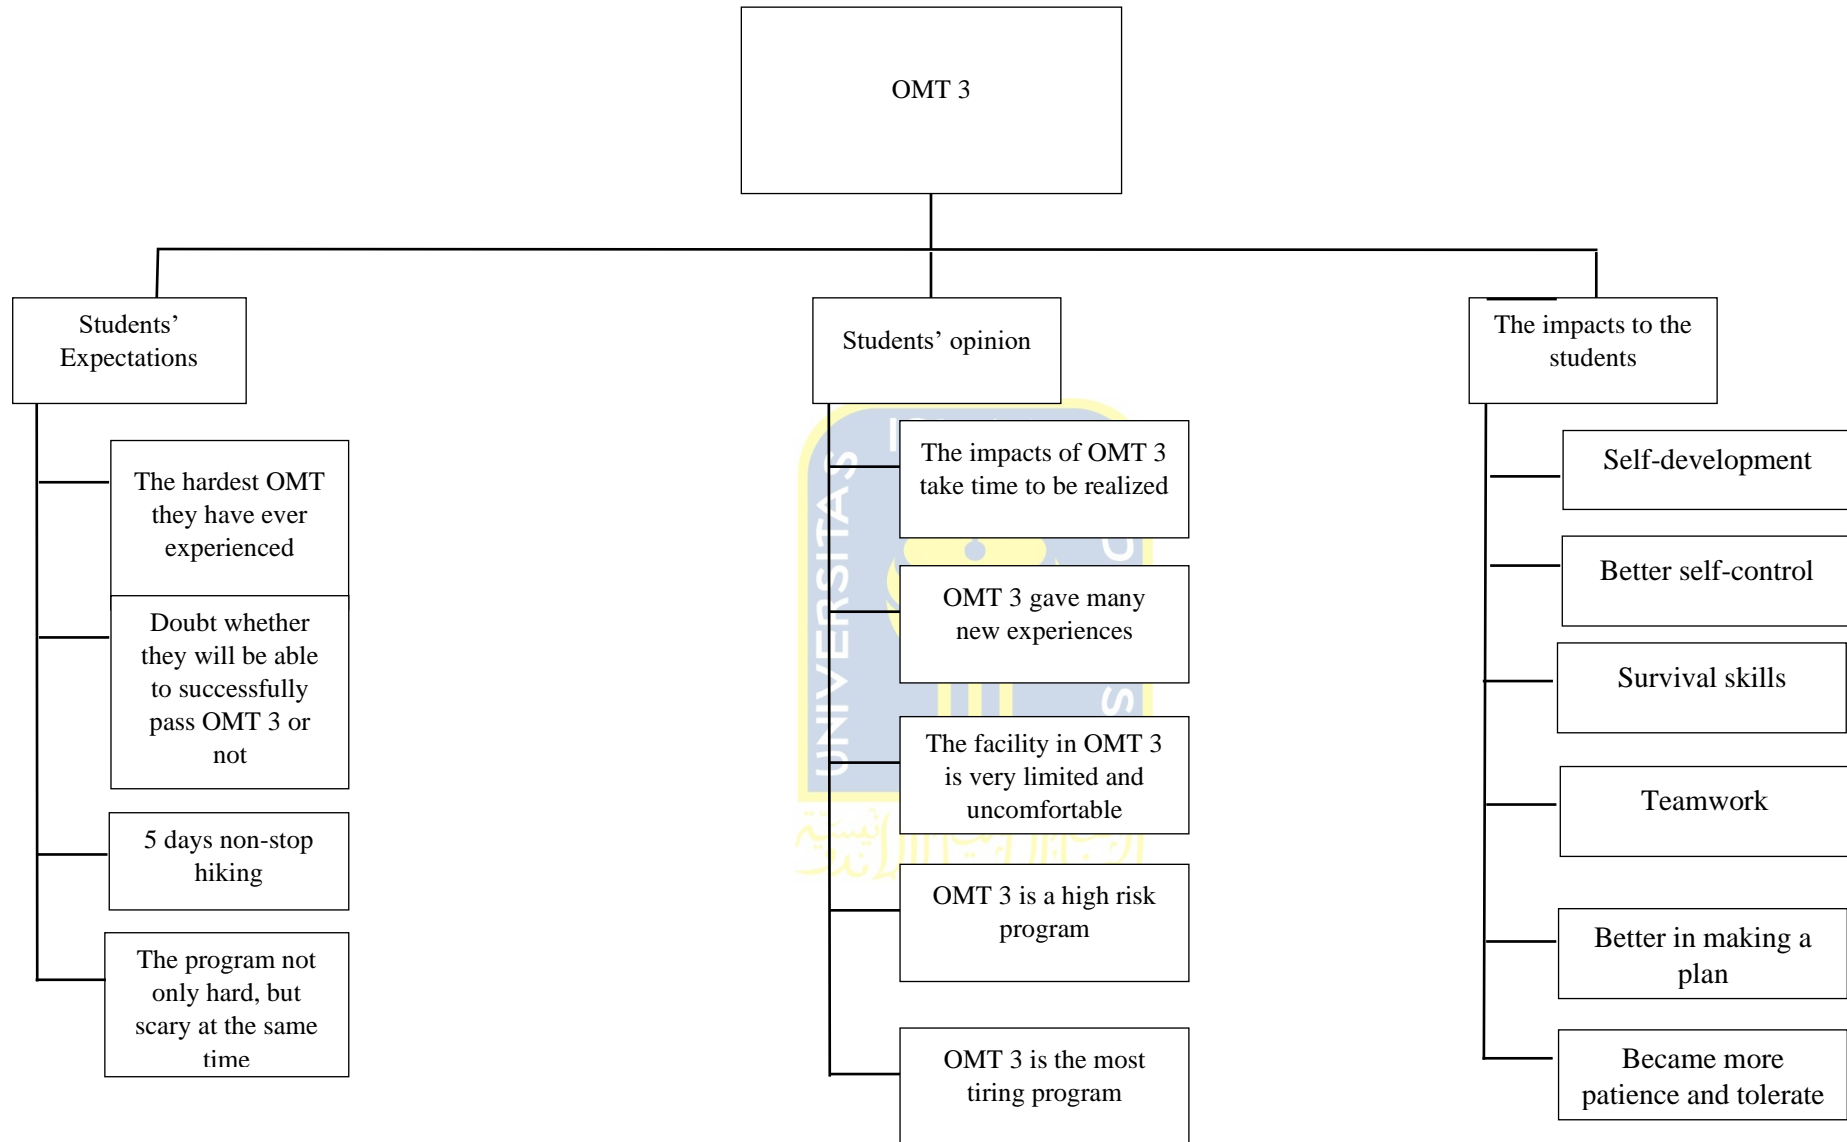 OMT 3
Students’
Expectations
The hardest OMT
they have ever
experienced
Doubt whether
they will be able
to successfully
pass OMT 3 or
not
5 days non-stop
hiking
The program not
only hard, but
scary at the same
time
Students’ opinion
The impacts of OMT 3
take time to be realized
OMT 3 gave many
new experiences
The facility in OMT 3
is very limited and
uncomfortable
OMT 3 is a high risk
program
OMT 3 is the most
tiring program
The impacts to the
students
Self-development
Better self-control
Survival skills
Teamwork
Better in making a
plan
Became more
patience and tolerate
UNIVERSITAS